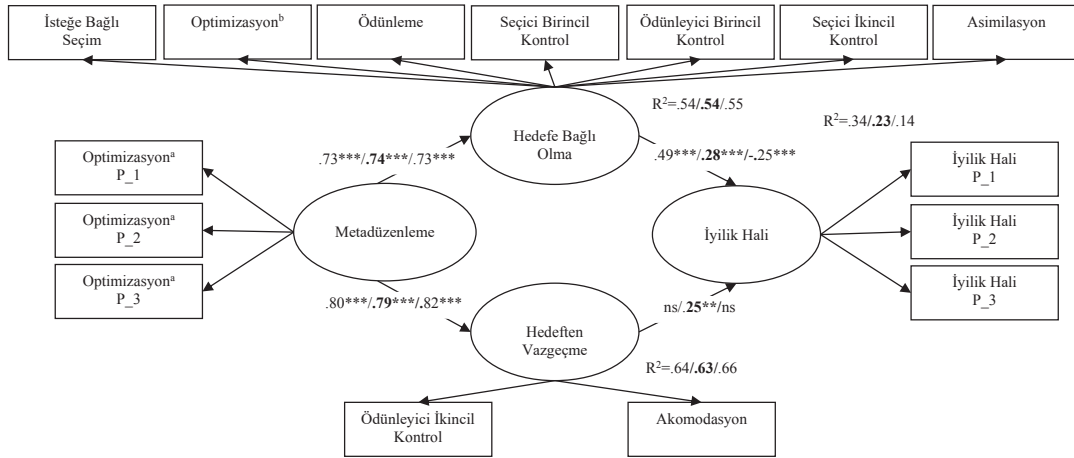 İsteğe Bağlı
Seçim
Optimizasyonᵇ
Ödünleme
Seçici Birincil
Kontrol
Ödünleyici Birincil
Kontrol
Seçici İkincil
Kontrol
Asimilasyon
R²=.54/.54/.55
R²=.34/.23/.14
Hedefe Bağlı
Olma
.73***/.74***/.73***
.49***/.28***/-.25***
Optimizasyonᵃ
P_1
Optimizasyonᵃ
P_2
Optimizasyonᵃ
P_3
Metadüzenleme
İyilik Hali
İyilik Hali
P_1
İyilik Hali
P_2
İyilik Hali
P_3
.80***/.79***/.82***
ns/.25**/ns
Hedeften
Vazgeçme
R²=.64/.63/.66
Ödünleyici İkincil
Kontrol
Akomodasyon